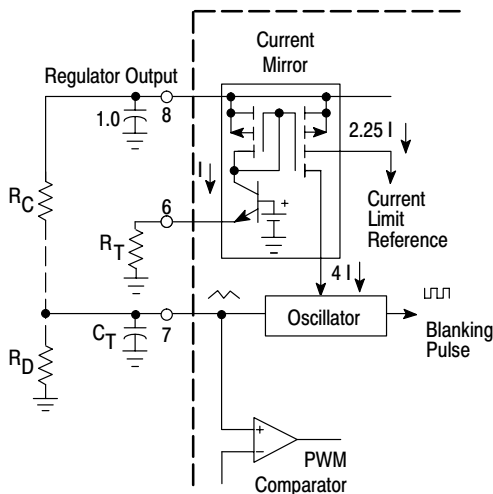 Current
Mirror
Regulator Output
1.0
8
2.25 I
I
R_C
6
+
Current
Limit
Reference
R_T
4 I
C_T
7
Oscillator
Blanking
Pulse
R_D
+
−
PWM
Comparator